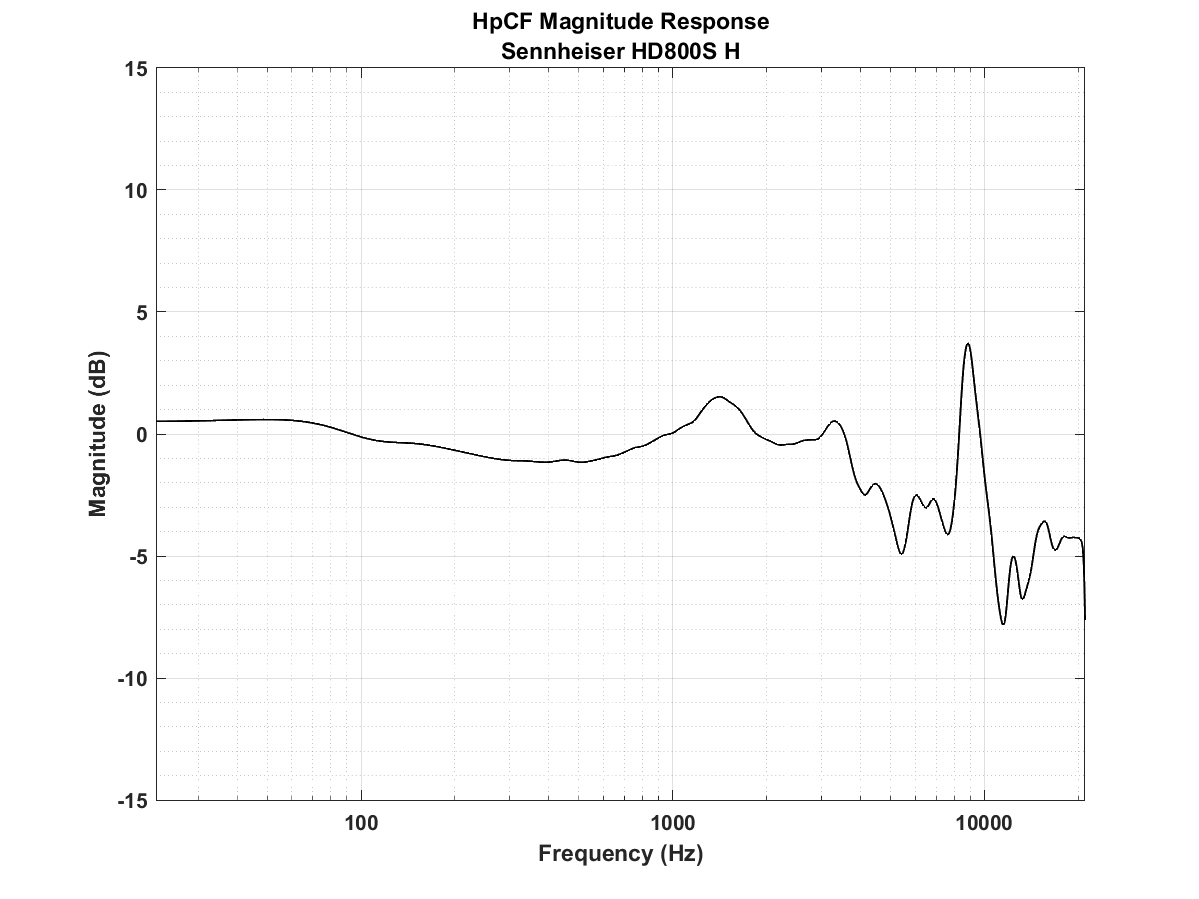 HpCF Magnitude Response
Sennheiser HD800S H
15
10
5
0
-5
-10
-15
Magnitude (dB)
100
1000
10000
Frequency (Hz)